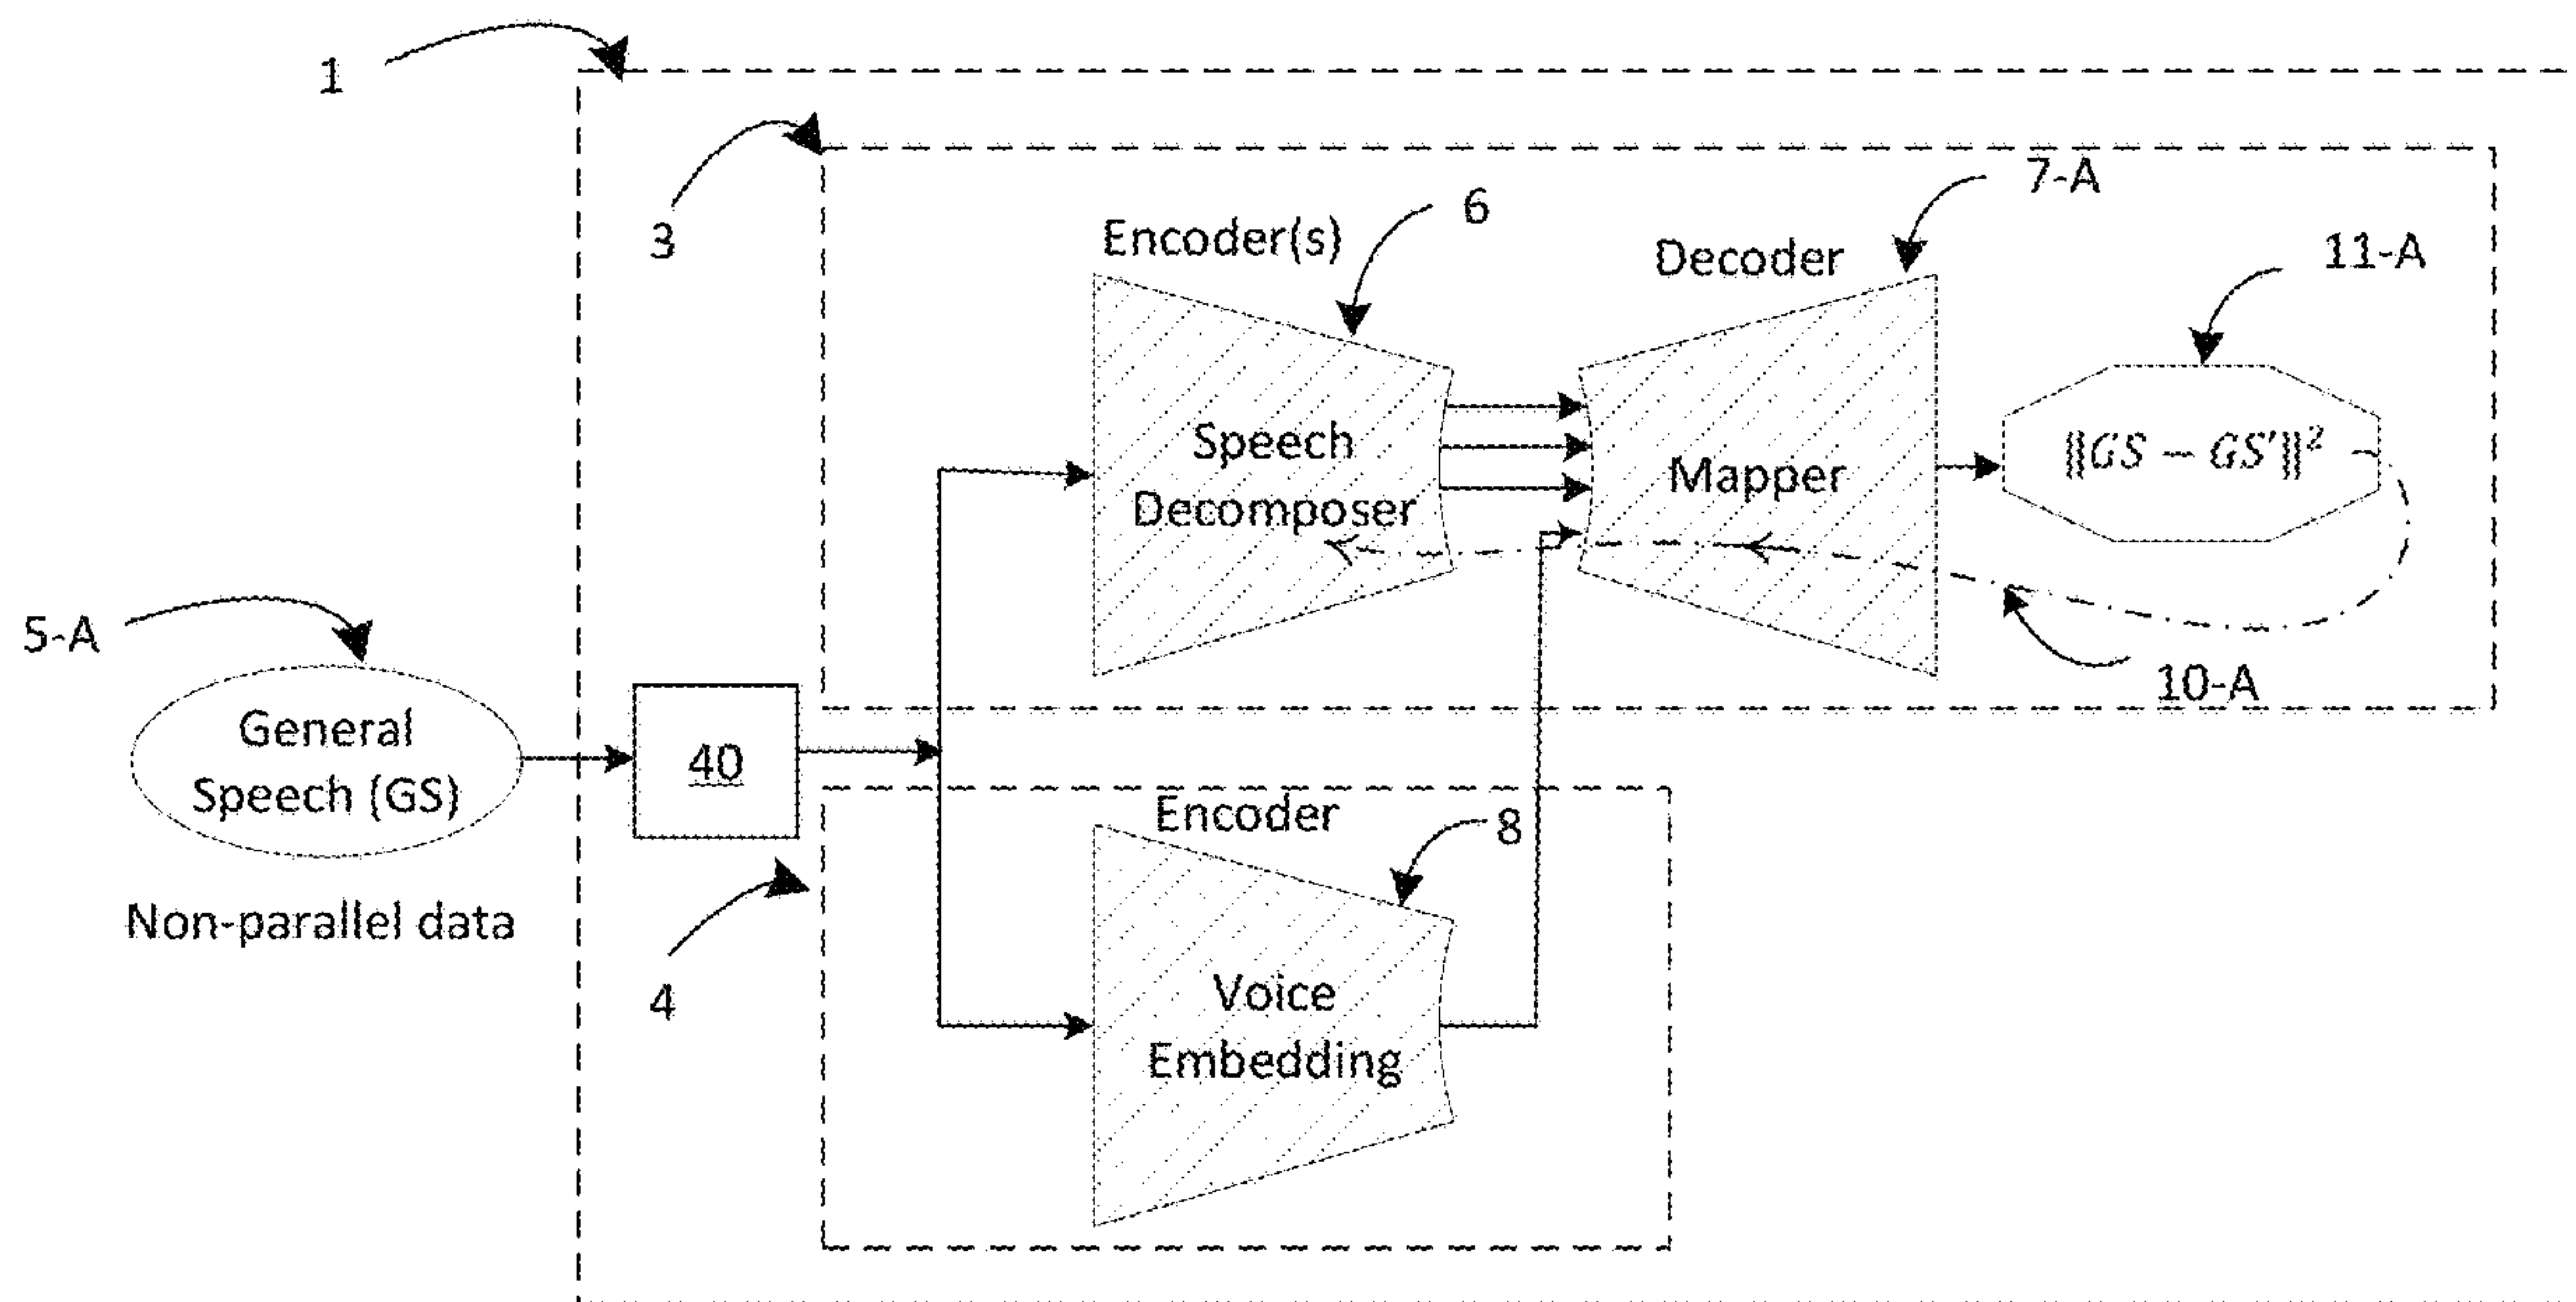 1
3
Encoder(s)
6
Decoder
7-A
11-A
Speech
Decomposer
Mapper
‖GS − GS′‖²
5-A
10-A
General
Speech (GS)
40
Non-parallel data
4
Encoder
8
Voice
Embedding